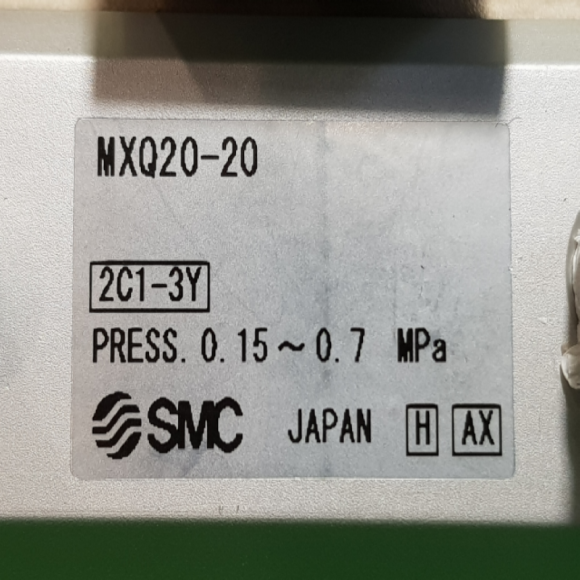 MXQ20-20
2C1-3Y
PRESS. 0.15～0.7 MPa
SMC JAPAN H AX